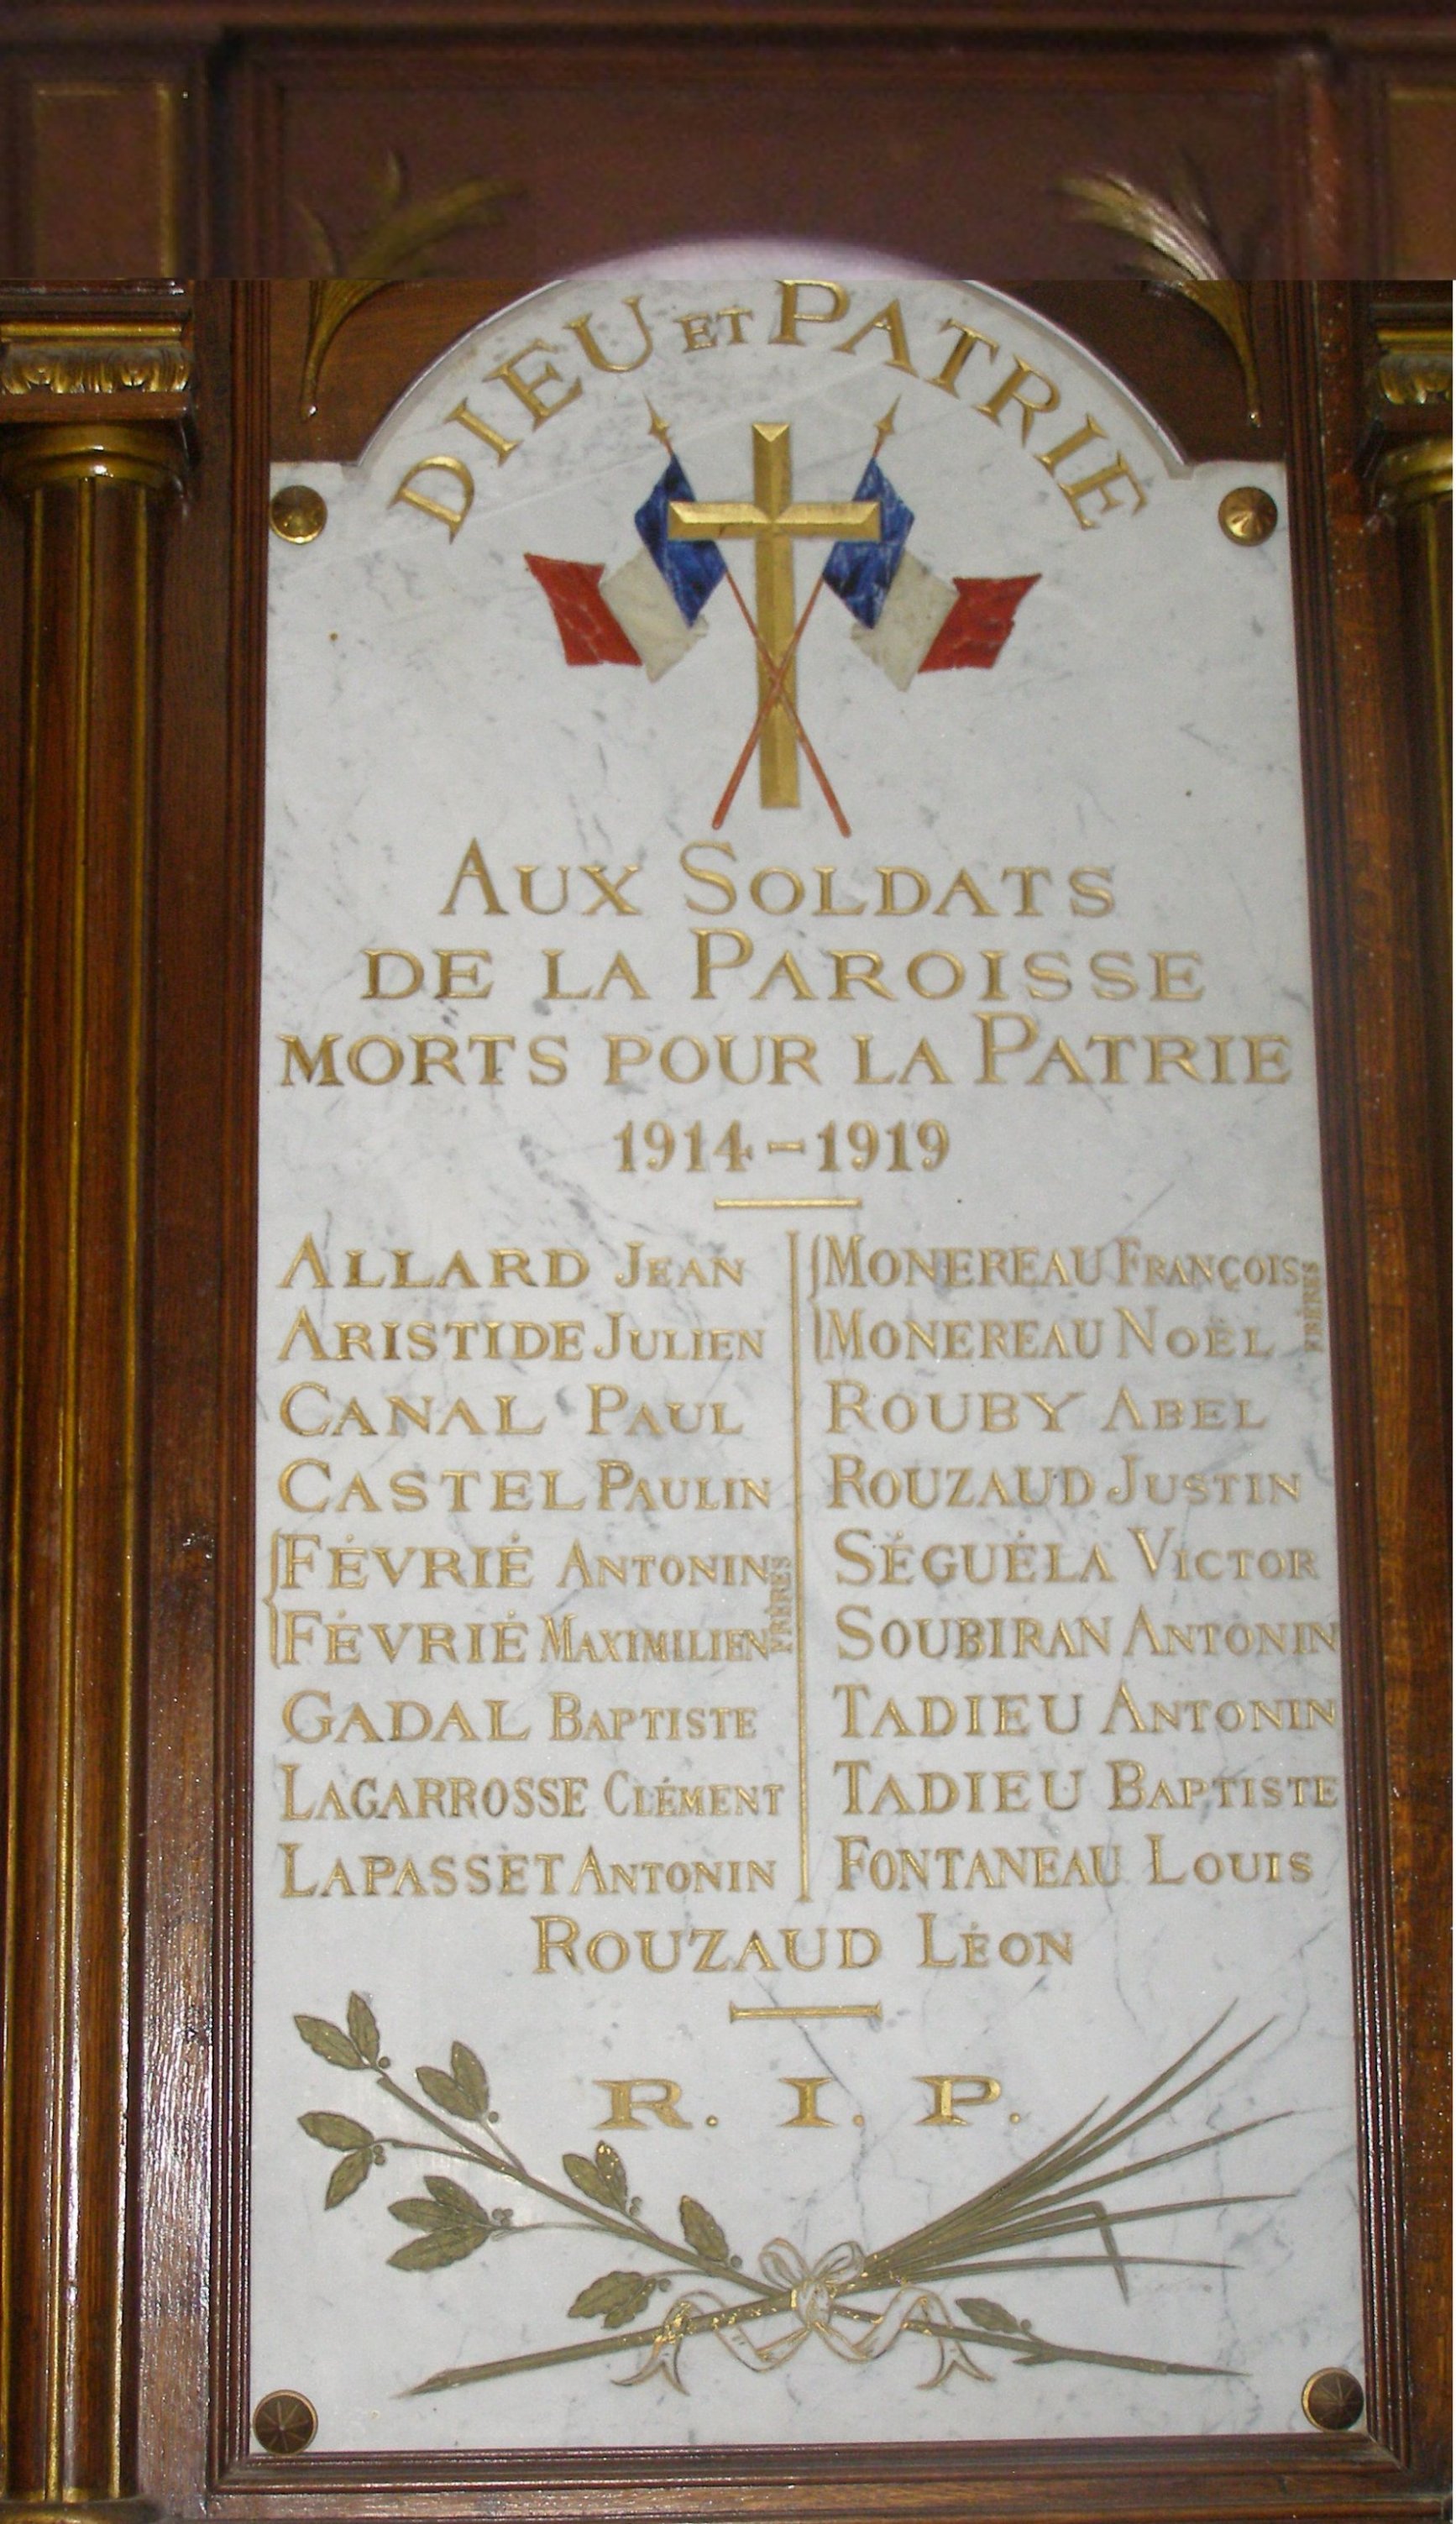 DIEU ET PATRIE
AUX SOLDATS
DE LA PAROISSE
MORTS POUR LA PATRIE
1914-1919
ALLARD JEAN
ARISTIDE JULIEN
CANAL PAUL
CASTEL PAULIN
FÉVRIÉ ANTONIN
FÉVRIÉ MAXIMILIEN
FRÈRES
GADAL BAPTISTE
LAGARROSSE CLÉMENT
LAPASSET ANTONIN
MONEREAU FRANÇOIS
MONEREAU NOËL
FRÈRES
ROUBY ABEL
ROUZAUD JUSTIN
SÉGUÉLA VICTOR
SOUBIRAN ANTONIN
TADIEU ANTONIN
TADIEU BAPTISTE
FONTANEAU LOUIS
ROUZAUD LÉON
R. I. P.